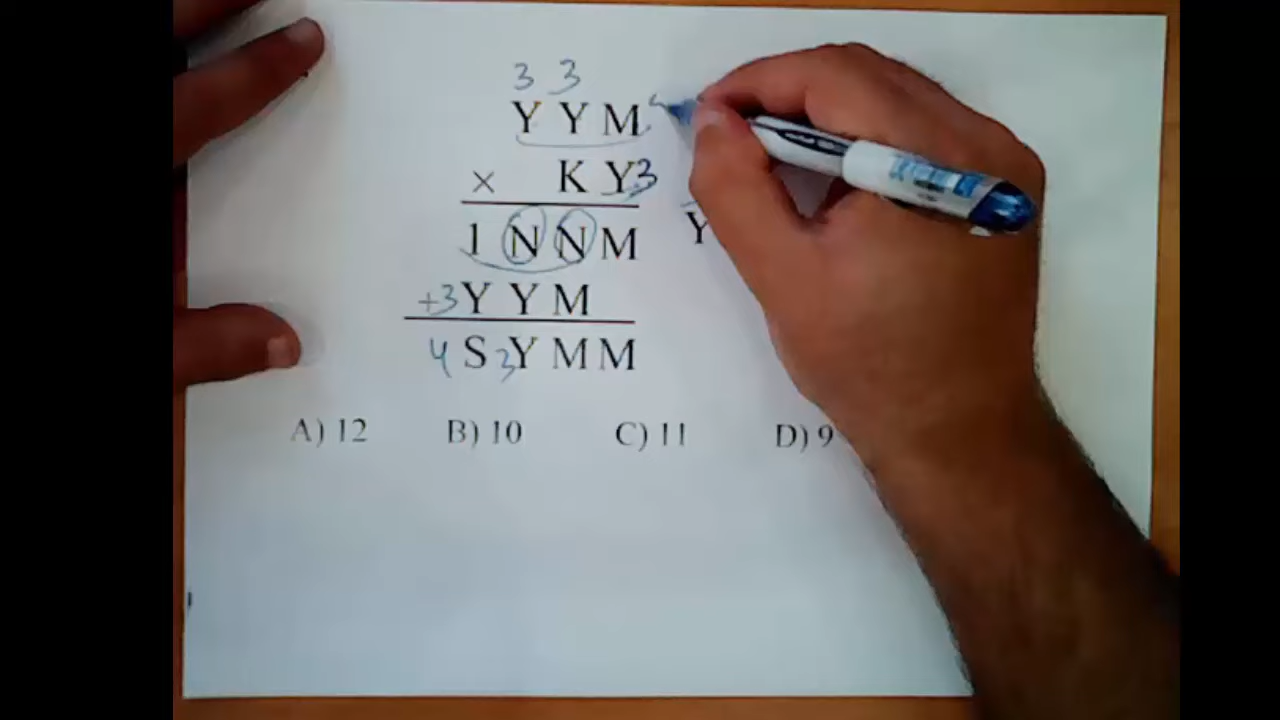 3 3
Y Y M
× K Y 3
Y
1 N N M
+3 Y Y M
4 S 3 Y M M
A) 12 B) 10 C) 11 D) 9